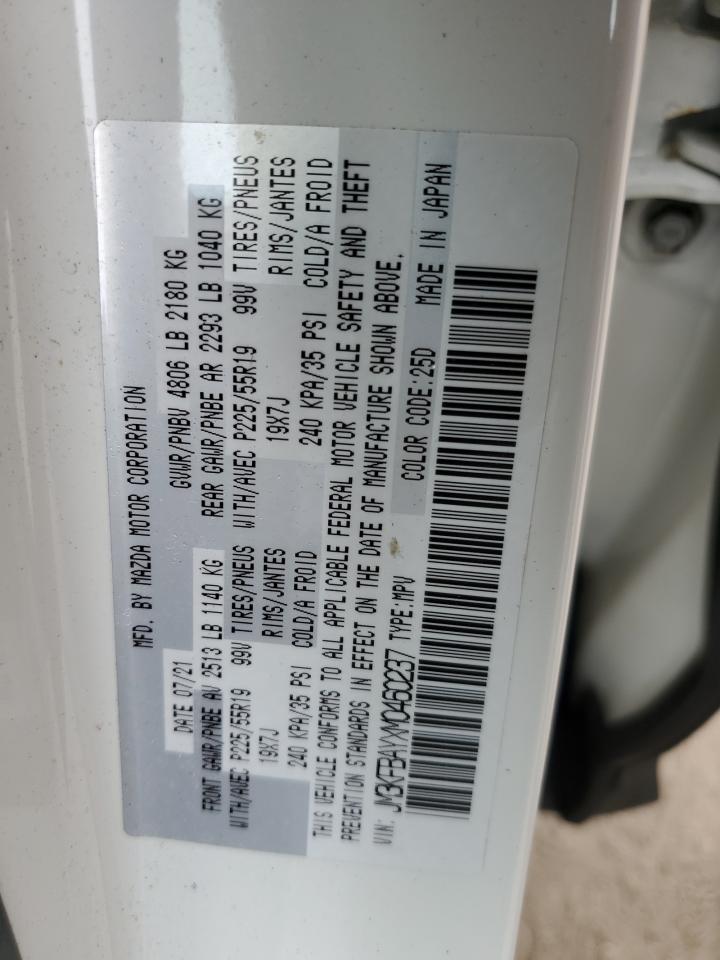 MFD. BY MAZDA MOTOR CORPORATION
DATE 07/21 GVWR/PNBV 4806 LB 2180 KG
FRONT GAWR/PNBE AV 2513 LB 1140 KG REAR GAWR/PNBE AR 2293 LB 1040 KG
WITH/AVEC P225/55R19 99V TIRES/PNEUS WITH/AVEC P225/55R19 99V TIRES/PNEUS
19X7J RIMS/JANTES 19X7J RIMS/JANTES
240 KPA/35 PSI COLD/A FROID 240 KPA/35 PSI COLD/A FROID
THIS VEHICLE CONFORMS TO ALL APPLICABLE FEDERAL MOTOR VEHICLE SAFETY AND THEFT
PREVENTION STANDARDS IN EFFECT ON THE DATE OF MANUFACTURE SHOWN ABOVE.
VIN: JM3KFBAYXM0460237 TYPE:MPV COLOR CODE:25D MADE IN JAPAN